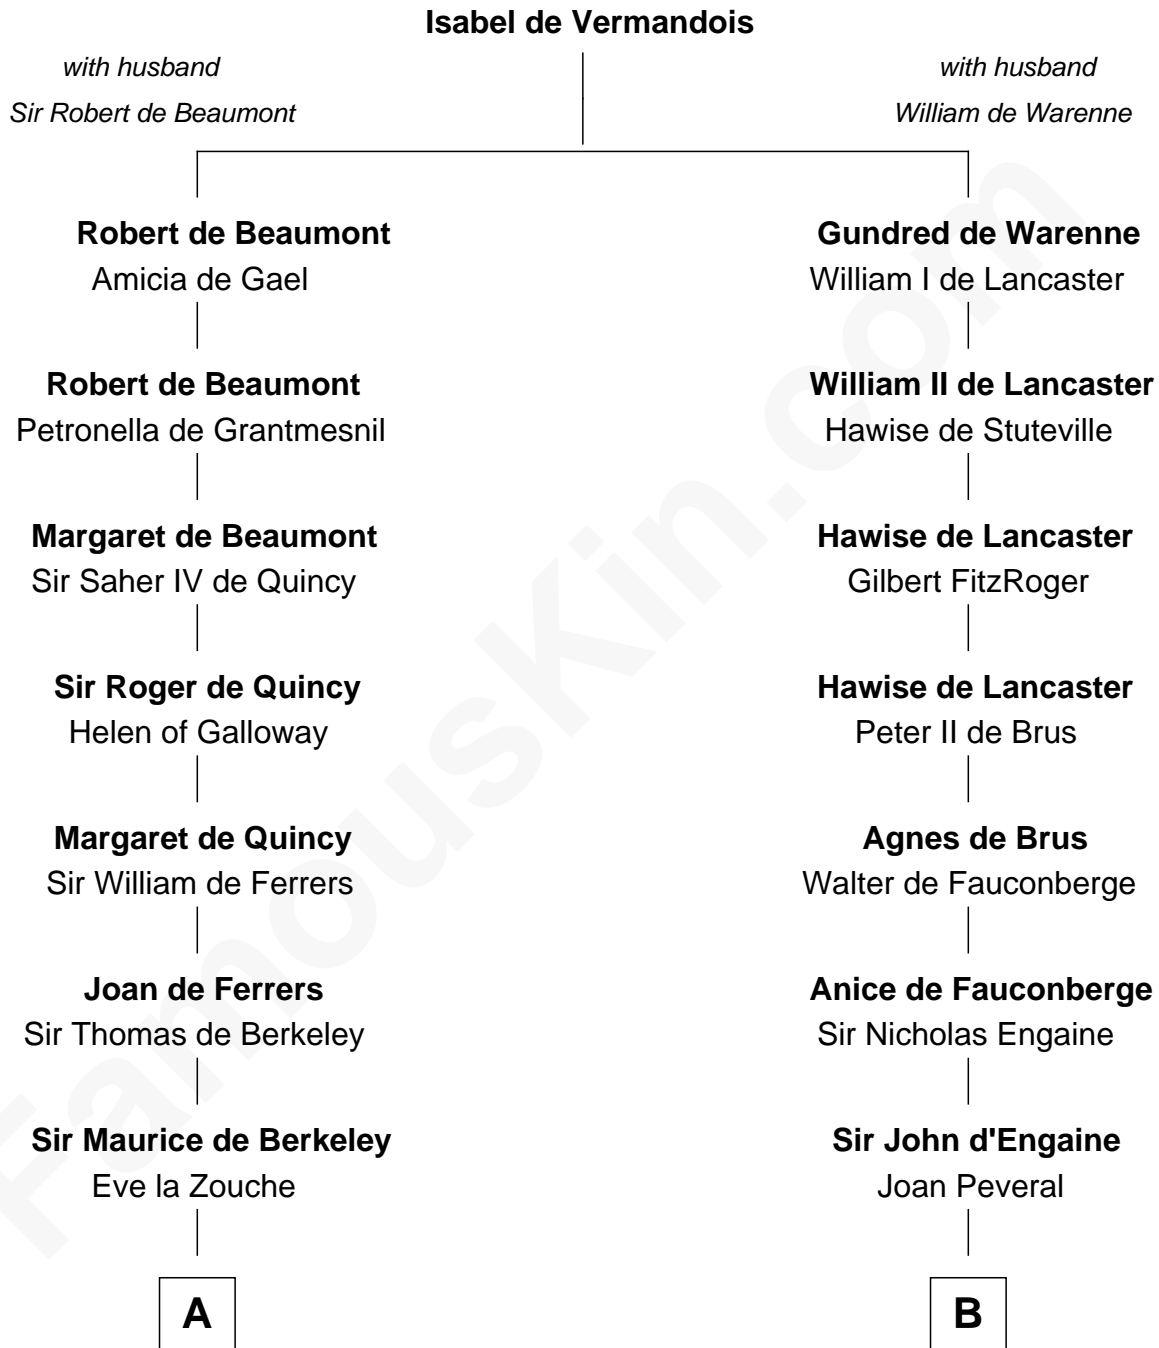 Isabel de Vermandois
with husband
Sir Robert de Beaumont
with husband
William de Warenne
Robert de Beaumont
Amicia de Gael
Gundred de Warenne
William I de Lancaster
Robert de Beaumont
Petronella de Grantmesnil
William II de Lancaster
Hawise de Stuteville
Margaret de Beaumont
Sir Saher IV de Quincy
Hawise de Lancaster
Gilbert FitzRoger
Sir Roger de Quincy
Helen of Galloway
Hawise de Lancaster
Peter II de Brus
Margaret de Quincy
Sir William de Ferrers
Agnes de Brus
Walter de Fauconberge
Joan de Ferrers
Sir Thomas de Berkeley
Anice de Fauconberge
Sir Nicholas Engaine
Sir Maurice de Berkeley
Eve la Zouche
Sir John d'Engaine
Joan Peveral
A
B
FamousKin.com